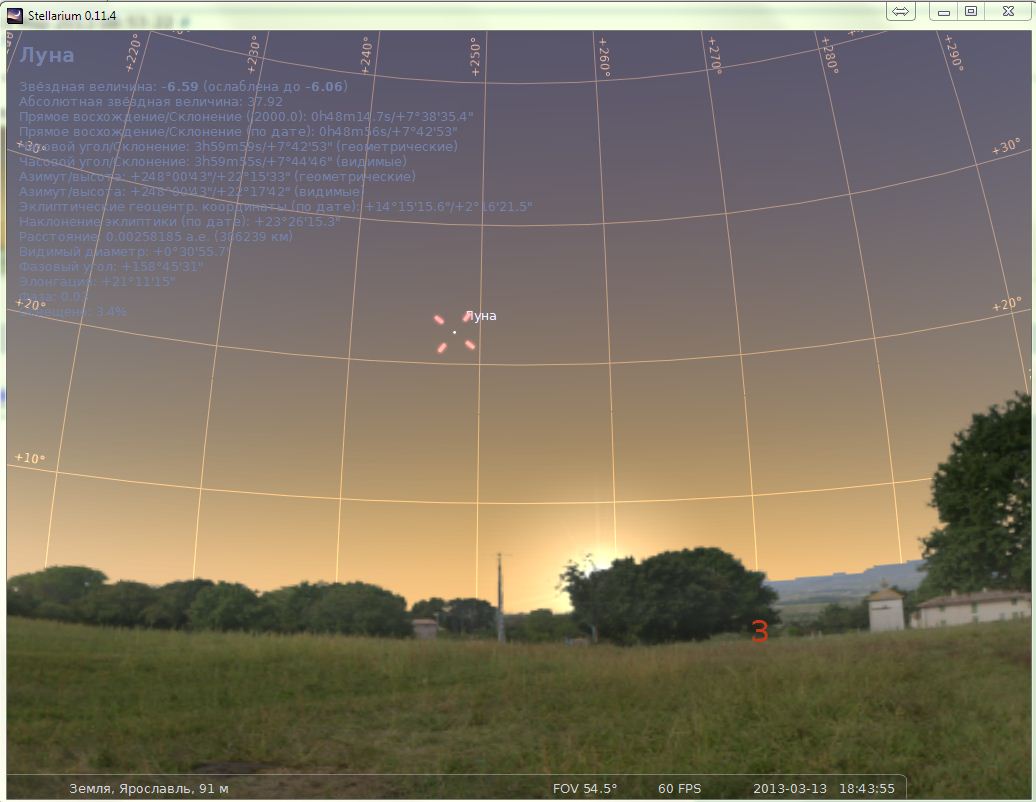 Stellarium 0.11.4
+220°
+230°
+240°
+250°
+260°
+270°
+280°
+290°
Луна
Звёздная величина: -6.59 (ослаблена до -6.06)
Абсолютная звёздная величина: 37.92
Прямое восхождение/Склонение (J2000.0): 0h48m14.7s/+7°38'35.4"
Прямое восхождение/Склонение (по дате): 0h48m56s/+7°42'53"
Часовой угол/Склонение: 3h59m59s/+7°42'53" (геометрические)
Часовой угол/Склонение: 3h59m55s/+7°44'46" (видимые)
Азимут/высота: +248°00'43"/+22°15'33" (геометрические)
Азимут/высота: +248°00'43"/+22°17'42" (видимые)
Эклиптические геоцентр. координаты (по дате): +14°15'15.6"/+2°16'21.5"
Наклонение эклиптики (по дате): +23°26'15.3"
Расстояние: 0.00258185 а.е. (386239 км)
Видимый диаметр: +0°30'55.7"
Фазовый угол: +158°45'31"
Элонгация: +21°11'15"
Фаза: 0.03
Освещено: 3.4%
+30°
+30°
+20°
+20°
Луна
+10°
З
Земля, Ярославль, 91 м
FOV 54.5°
60 FPS
2013-03-13 18:43:55